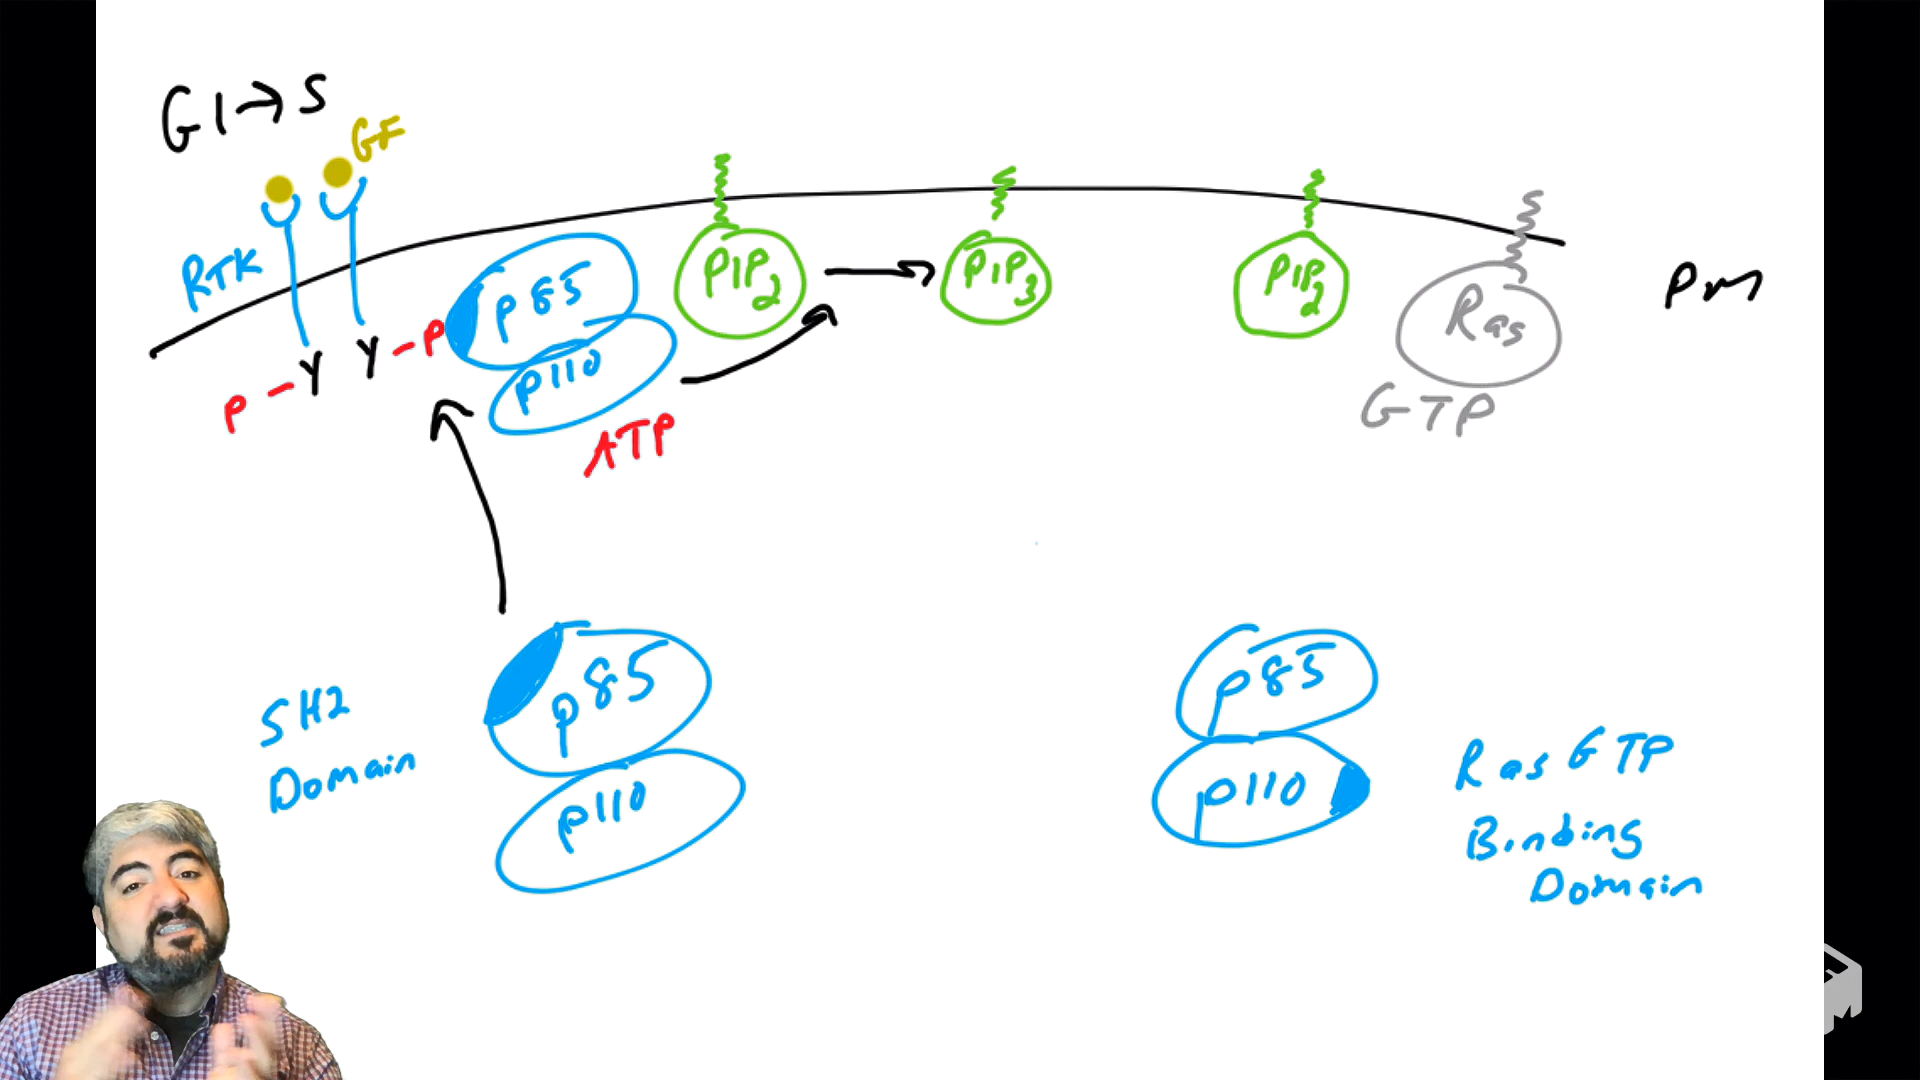 G1→S
GF
RTK
p85
p110
PIP2
PIP3
PIP2
Ras
GTP
PM
P-Y
Y-P
ATP
SH2
Domain
p85
p110
p85
p110
Ras GTP
Binding
Domain